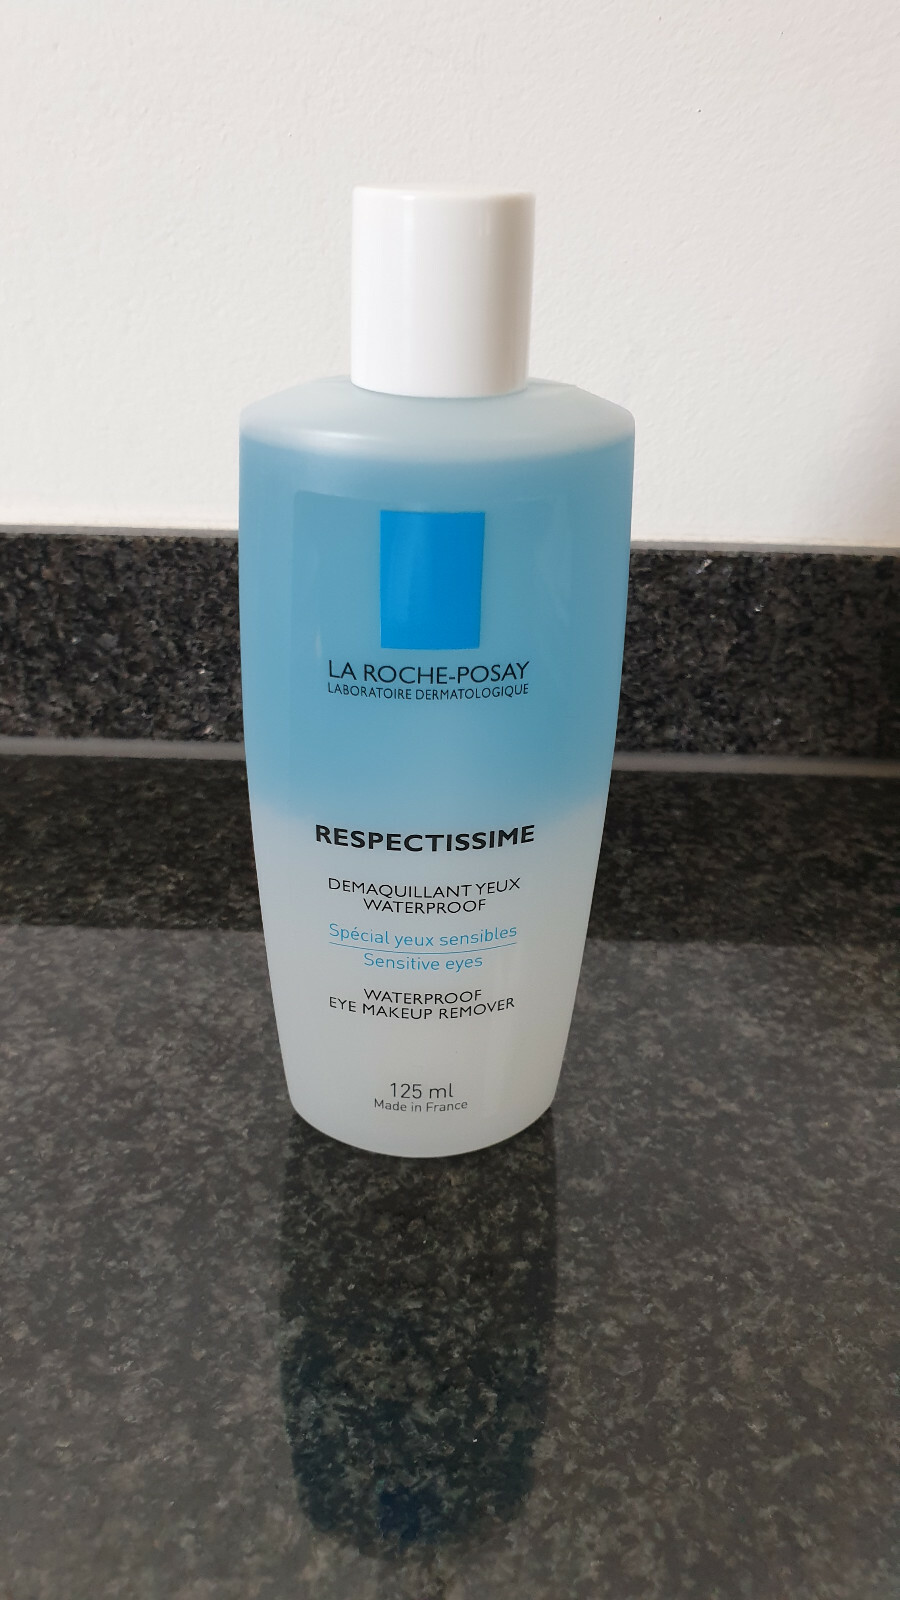 LA ROCHE-POSAY
LABORATOIRE DERMATOLOGIQUE
RESPECTISSIME
DEMAQUILLANT YEUX
WATERPROOF
Spécial yeux sensibles
Sensitive eyes
WATERPROOF
EYE MAKEUP REMOVER
125 ml
Made in France